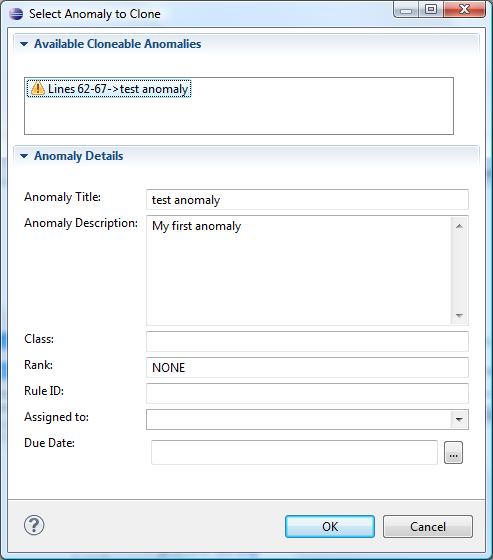 Select Anomaly to Clone
Available Cloneable Anomalies
Lines 62-67->test anomaly
Anomaly Details
Anomaly Title: test anomaly
Anomaly Description: My first anomaly
Class:
Rank: NONE
Rule ID:
Assigned to:
Due Date: ...
? OK Cancel